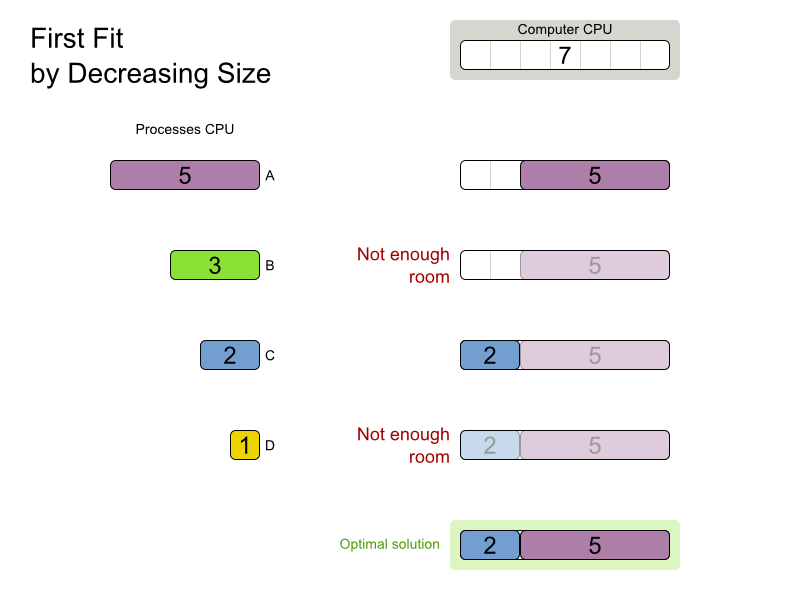 First Fit
by Decreasing Size
Computer CPU
7
Processes CPU
5 A
5
3 B
Not enough
room
5
2 C
2 5
1 D
Not enough
room
2 5
Optimal solution
2 5